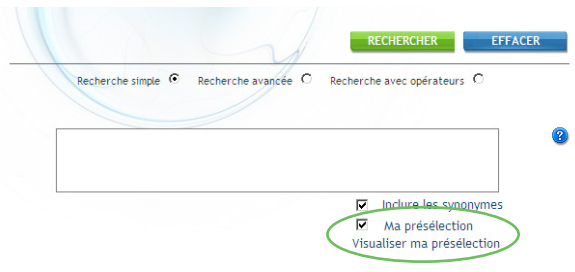 RECHERCHER EFFACER
Recherche simple Recherche avancée Recherche avec opérateurs
?
Inclure les synonymes
Ma présélection
Visualiser ma présélection